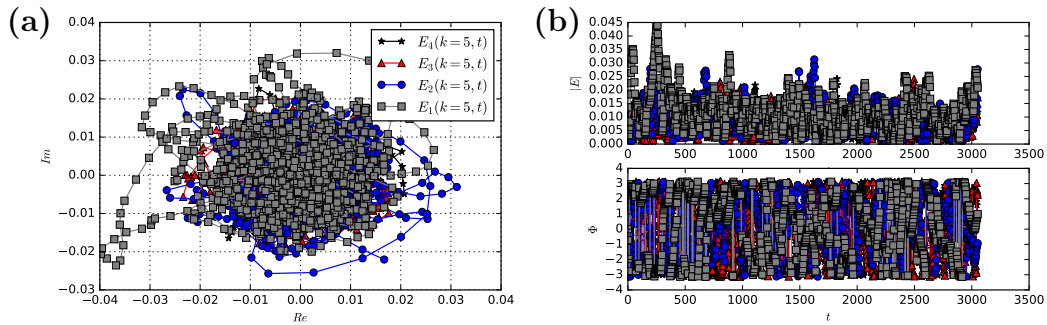 (a)
0.04
0.03
0.02
0.01
0.00
−0.01
−0.02
−0.03
Im
−0.04 −0.03 −0.02 −0.01 0.00 0.01 0.02 0.03 0.04
Re
E₄(k=5,t)
E₃(k=5,t)
E₂(k=5,t)
E₁(k=5,t)
(b)
0.045
0.040
0.035
0.030
0.025
0.020
0.015
0.010
0.005
0.000
|E|
0 500 1000 1500 2000 2500 3000 3500
4
3
2
1
0
−1
−2
−3
−4
Φ
0 500 1000 1500 2000 2500 3000 3500
t